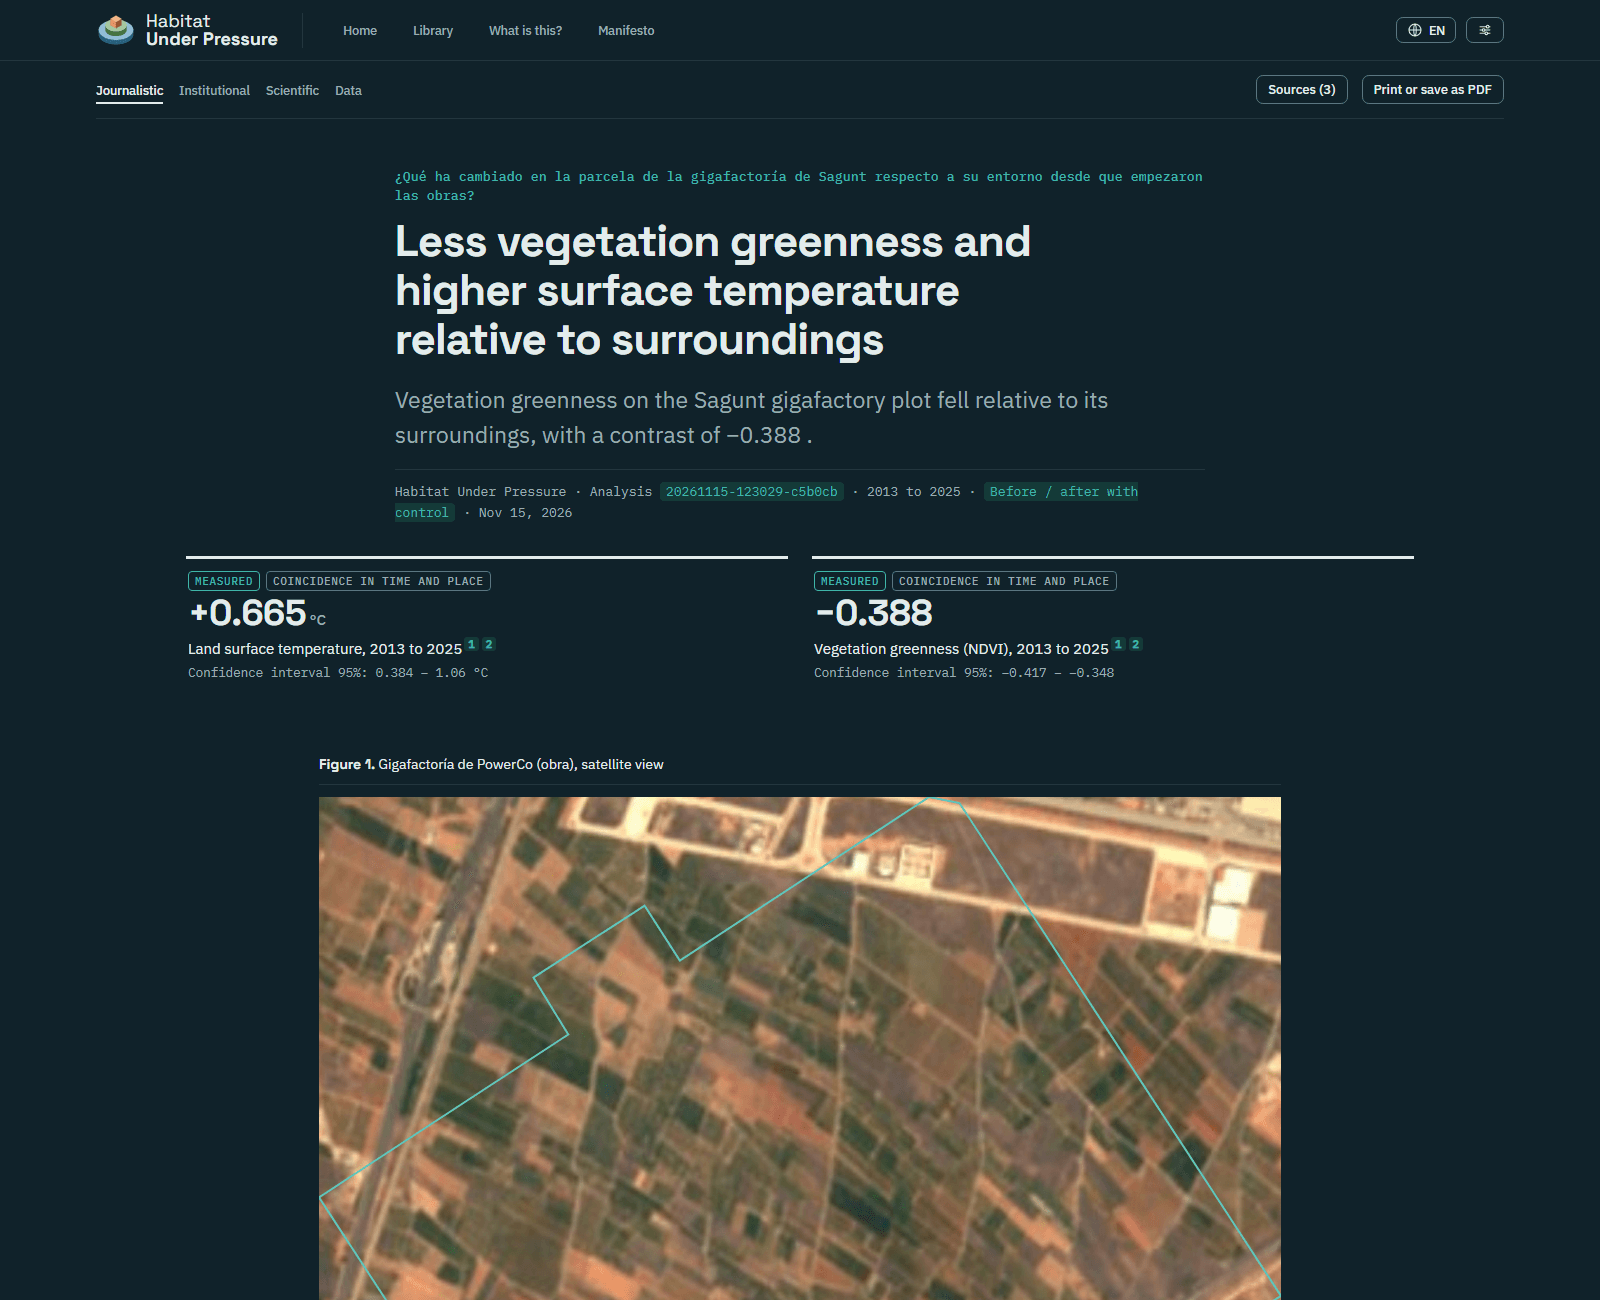 Habitat
Under Pressure
Home
Library
What is this?
Manifesto
EN
Journalistic
Institutional
Scientific
Data
Sources (3)
Print or save as PDF
¿Qué ha cambiado en la parcela de la gigafactoría de Sagunt respecto a su entorno desde que empezaron
las obras?
Less vegetation greenness and
higher surface temperature
relative to surroundings
Vegetation greenness on the Sagunt gigafactory plot fell relative to its
surroundings, with a contrast of −0.388 .
Habitat Under Pressure · Analysis 20261115-123029-c5b0cb · 2013 to 2025 · Before / after with
control · Nov 15, 2026
MEASURED COINCIDENCE IN TIME AND PLACE
+0.665 °C
Land surface temperature, 2013 to 2025 1 2
Confidence interval 95%: 0.384 – 1.06 °C
MEASURED COINCIDENCE IN TIME AND PLACE
−0.388
Vegetation greenness (NDVI), 2013 to 2025 1 2
Confidence interval 95%: −0.417 – −0.348
Figure 1. Gigafactoría de PowerCo (obra), satellite view